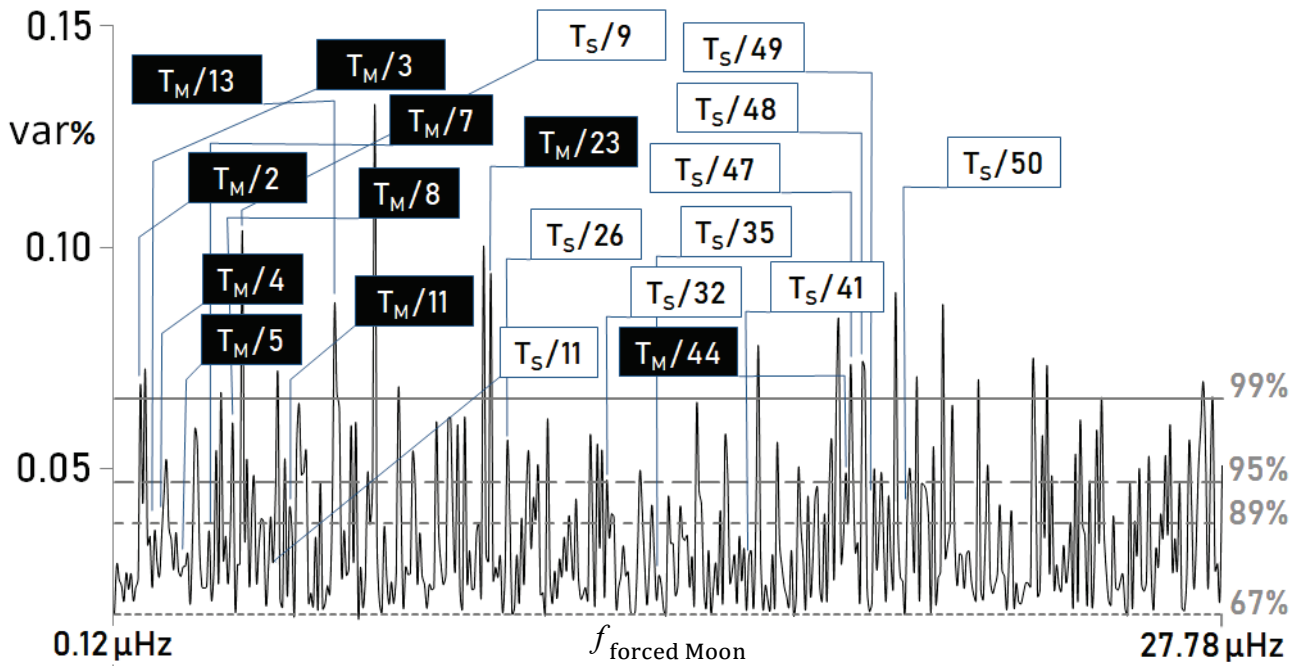 0.15
T_S/9
T_S/49
T_M/3
T_M/13
T_M/7
T_S/48
var%
T_M/23
T_S/47
T_S/50
T_M/2
T_M/8
T_S/26
T_S/35
0.10
T_M/4
T_S/32
T_S/41
T_M/11
T_M/5
T_S/11
T_M/44
99%
0.05
95%
89%
67%
0.12 µHz
f forced Moon
27.78 µHz